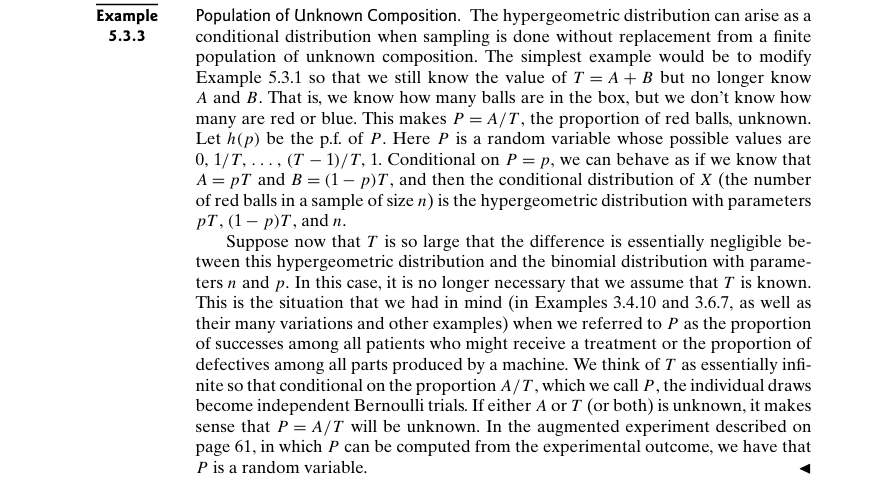 Example
5.3.3
Population of Unknown Composition. The hypergeometric distribution can arise as a
conditional distribution when sampling is done without replacement from a finite
population of unknown composition. The simplest example would be to modify
Example 5.3.1 so that we still know the value of T = A + B but no longer know
A and B. That is, we know how many balls are in the box, but we don't know how
many are red or blue. This makes P = A/T, the proportion of red balls, unknown.
Let h(p) be the p.f. of P. Here P is a random variable whose possible values are
0, 1/T, . . . , (T − 1)/T, 1. Conditional on P = p, we can behave as if we know that
A = pT and B = (1 − p)T, and then the conditional distribution of X (the number
of red balls in a sample of size n) is the hypergeometric distribution with parameters
pT, (1 − p)T, and n.
Suppose now that T is so large that the difference is essentially negligible be-
tween this hypergeometric distribution and the binomial distribution with parame-
ters n and p. In this case, it is no longer necessary that we assume that T is known.
This is the situation that we had in mind (in Examples 3.4.10 and 3.6.7, as well as
their many variations and other examples) when we referred to P as the proportion
of successes among all patients who might receive a treatment or the proportion of
defectives among all parts produced by a machine. We think of T as essentially infi-
nite so that conditional on the proportion A/T, which we call P, the individual draws
become independent Bernoulli trials. If either A or T (or both) is unknown, it makes
sense that P = A/T will be unknown. In the augmented experiment described on
page 61, in which P can be computed from the experimental outcome, we have that
P is a random variable. ◄